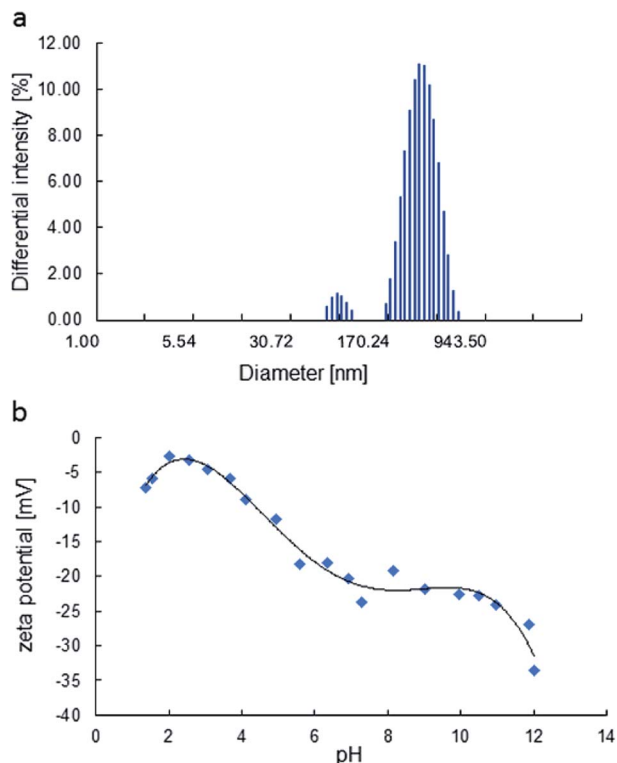 a
Differential intensity [%]
12.00
10.00
8.00
6.00
4.00
2.00
0.00
1.00 5.54 30.72 170.24 943.50
Diameter [nm]
b
zeta potential [mV]
0
-5
-10
-15
-20
-25
-30
-35
-40
0 2 4 6 8 10 12 14
pH